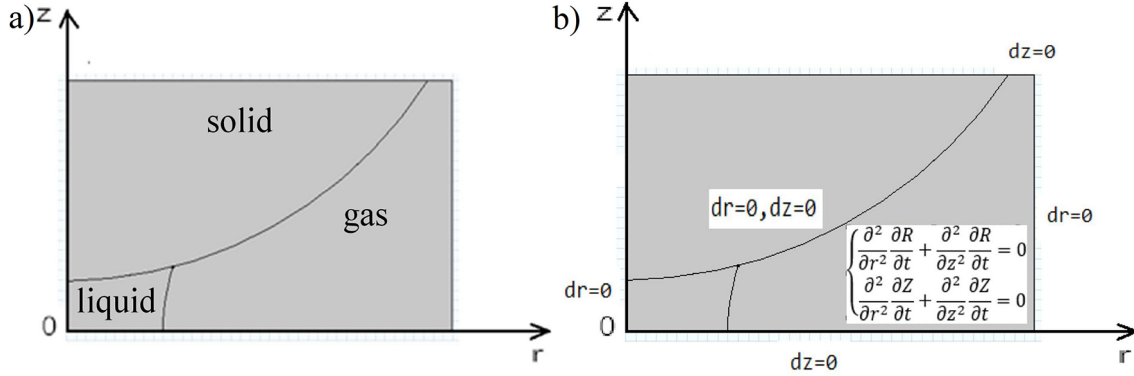 a)
z
solid
gas
liquid
0
r
b)
z
dz=0
dr=0,dz=0
dr=0
∂²/∂r² ∂R/∂t + ∂²/∂z² ∂R/∂t = 0
∂²/∂r² ∂Z/∂t + ∂²/∂z² ∂Z/∂t = 0
dr=0
0
r
dz=0